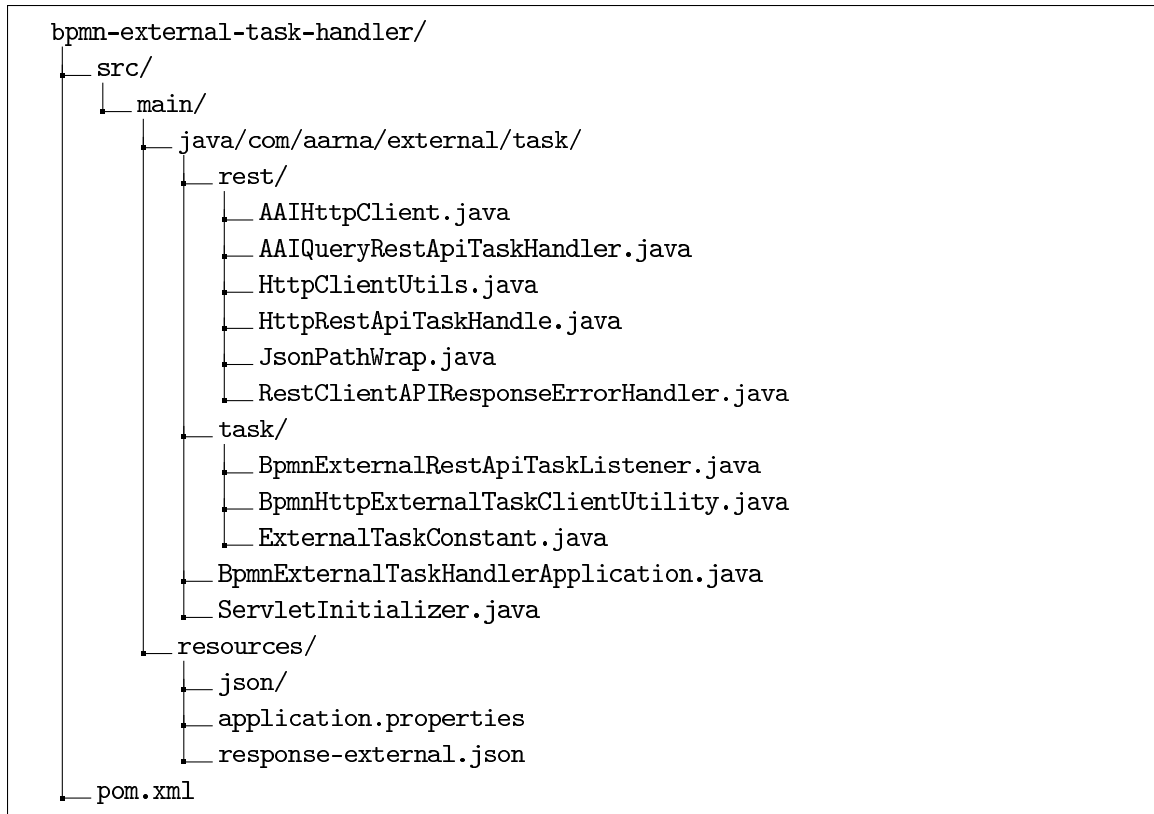 bpmn-external-task-handler/
src/
main/
java/com/aarna/external/task/
rest/
AAIHttpClient.java
AAIQueryRestApiTaskHandler.java
HttpClientUtils.java
HttpRestApiTaskHandle.java
JsonPathWrap.java
RestClientAPIResponseErrorHandler.java
task/
BpmnExternalRestApiTaskListener.java
BpmnHttpExternalTaskClientUtility.java
ExternalTaskConstant.java
BpmnExternalTaskHandlerApplication.java
ServletInitializer.java
resources/
json/
application.properties
response-external.json
pom.xml